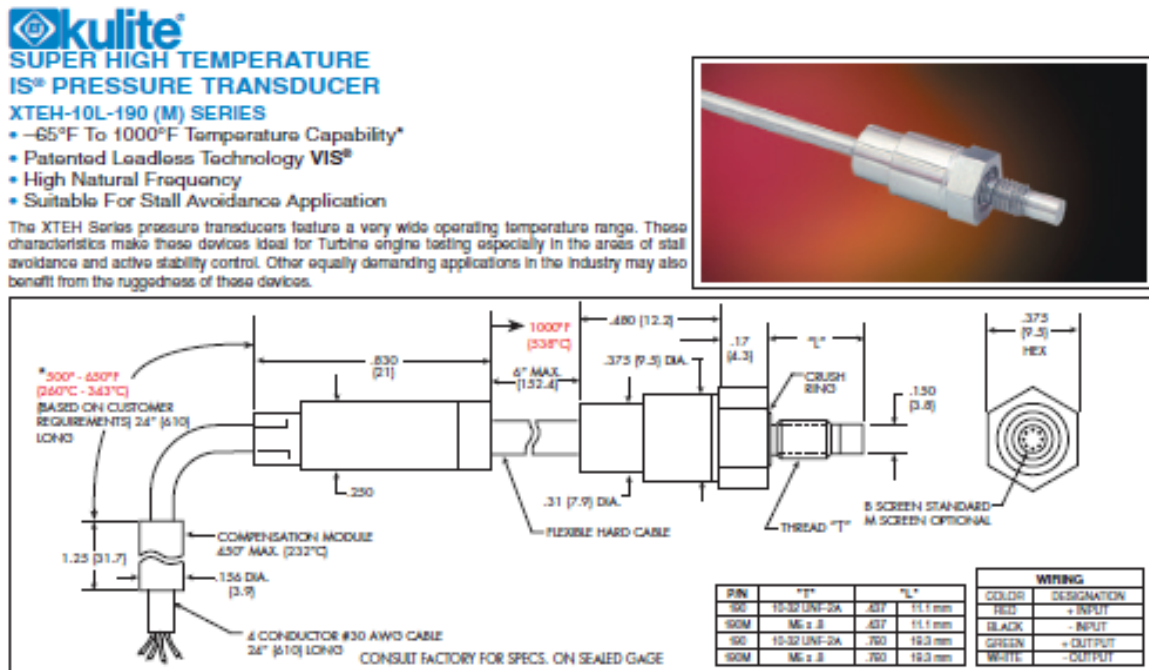 kulite
SUPER HIGH TEMPERATURE
IS® PRESSURE TRANSDUCER
XTEH-10L-190 (M) SERIES
• –65°F To 1000°F Temperature Capability*
• Patented Leadless Technology VIS®
• High Natural Frequency
• Suitable For Stall Avoidance Application
The XTEH Series pressure transducers feature a very wide operating temperature range. These
characteristics make these devices ideal for Turbine engine testing especially in the areas of stall
avoidance and active stability control. Other equally demanding applications in the industry may also
benefit from the ruggedness of these devices.
*500° - 650°F
(260°C - 343°C)
(BASED ON CUSTOMER
REQUIREMENTS) 24" (610)
LONG
.830
(21)
1000°F
(538°C)
6" MAX.
(152.4)
.480 (12.2)
.375 (9.5) DIA.
.17
(4.3)
"L"
CRUSH
RING
.150
(3.8)
.375
(9.5)
HEX
.250
.31 (7.9) DIA.
FLEXIBLE HARD CABLE
THREAD "T"
B SCREEN STANDARD
M SCREEN OPTIONAL
1.25 (31.7)
COMPENSATION MODULE
450° MAX. (232°C)
.156 DIA.
(3.9)
4 CONDUCTOR #30 AWG CABLE
24" (610) LONG
CONSULT FACTORY FOR SPECS. ON SEALED GAGE
P/N "T" "L"
190 10-32 UNF-2A .437 11.1 mm
190M M5 x .8 .437 11.1 mm
190 10-32 UNF-2A .760 19.3 mm
190M M5 x .8 .760 19.3 mm
WIRING
COLOR DESIGNATION
RED + INPUT
BLACK - INPUT
GREEN + OUTPUT
WHITE - OUTPUT